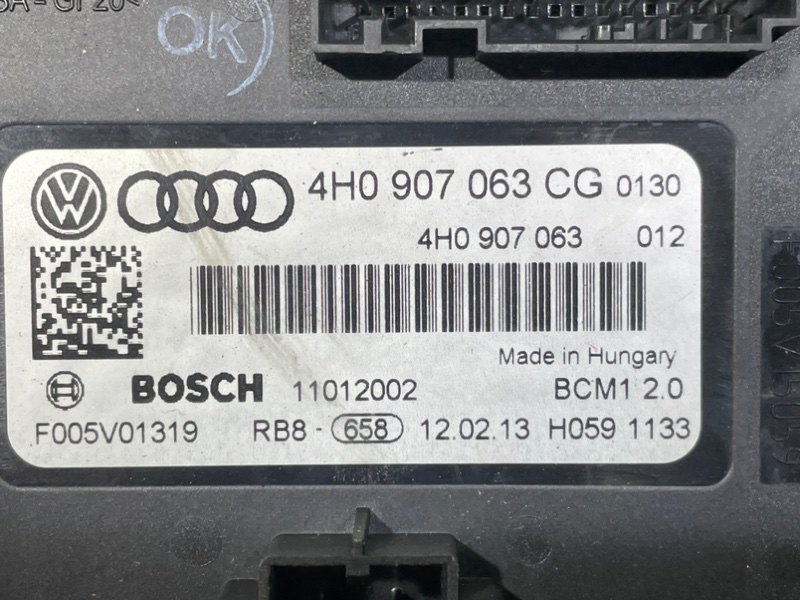 OK
4H0 907 063 CG 0130
4H0 907 063 012
Made in Hungary
BOSCH 11012002 BCM1 2.0
F005V01319 RB8 - 658 12.02.13 H059 1133